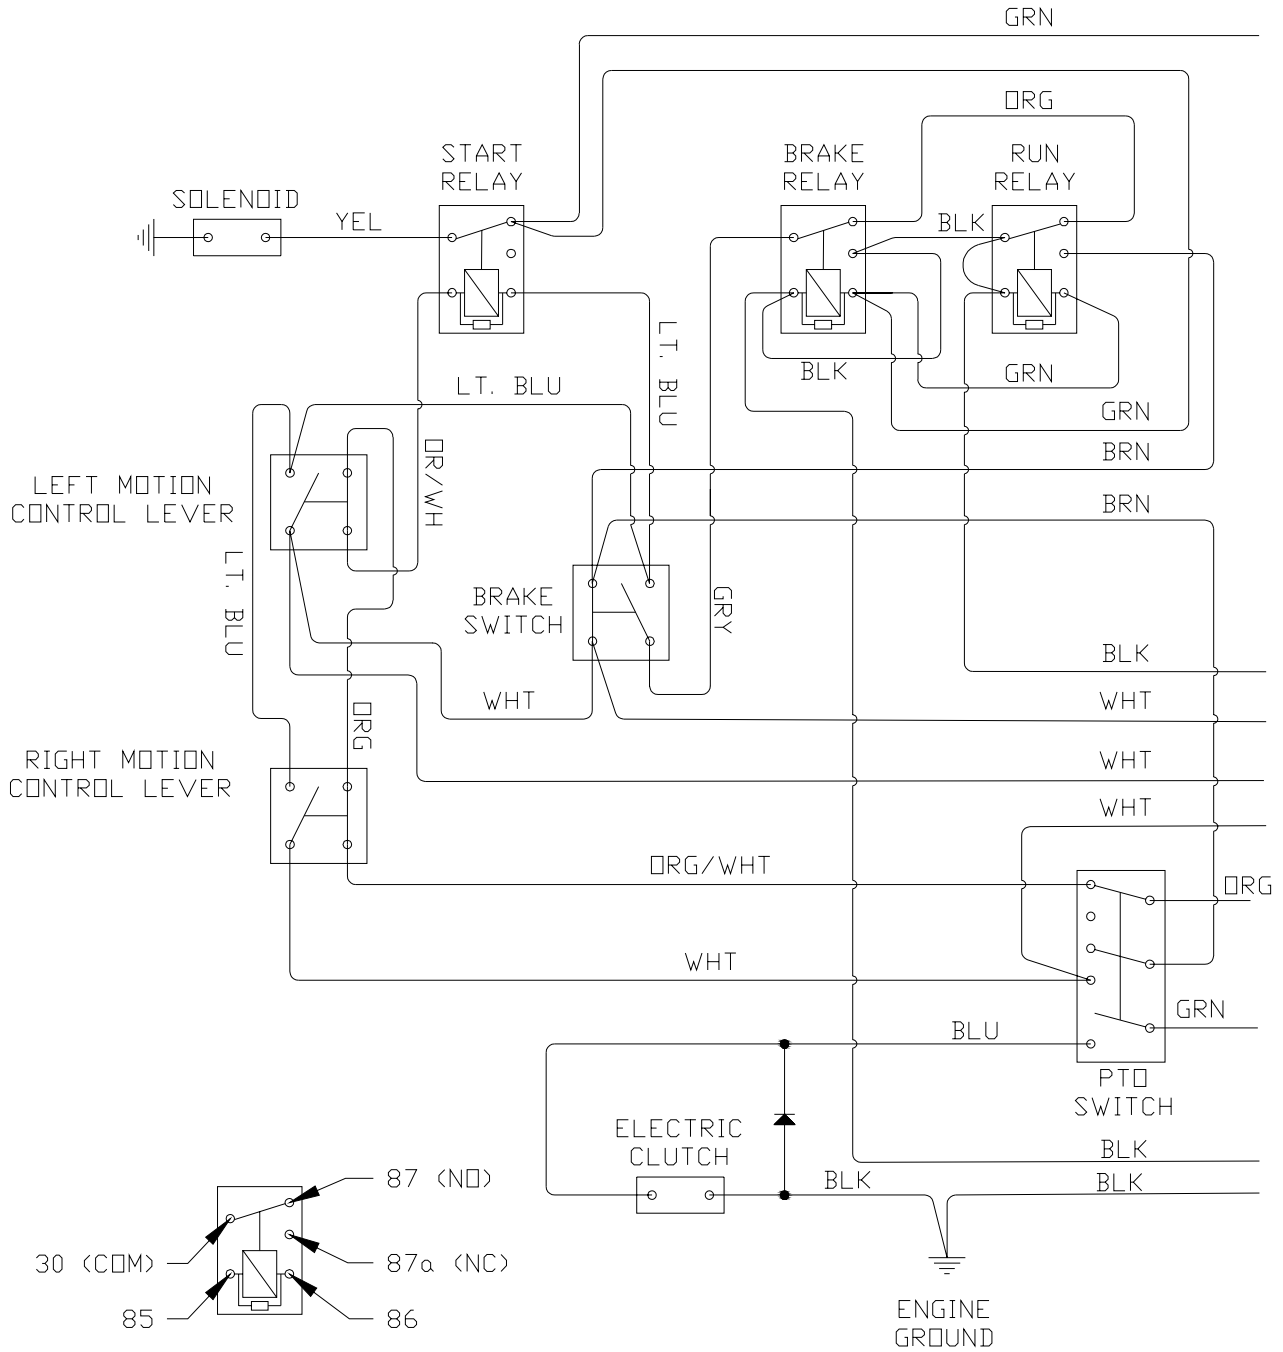 GRN
ORG
START
RELAY
BRAKE
RELAY
RUN
RELAY
SOLENOID
YEL
BLK
LT. BLU
BLK
GRN
LT. BLU
GRN
OR/WH
BRN
LEFT MOTION
CONTROL LEVER
BRN
LT. BLU
BRAKE
SWITCH
GRY
BLK
WHT
WHT
ORG
RIGHT MOTION
CONTROL LEVER
WHT
WHT
ORG/WHT
ORG
WHT
GRN
BLU
PTO
SWITCH
ELECTRIC
CLUTCH
BLK
BLK
BLK
87 (NO)
30 (COM)
87a (NC)
85
86
ENGINE
GROUND